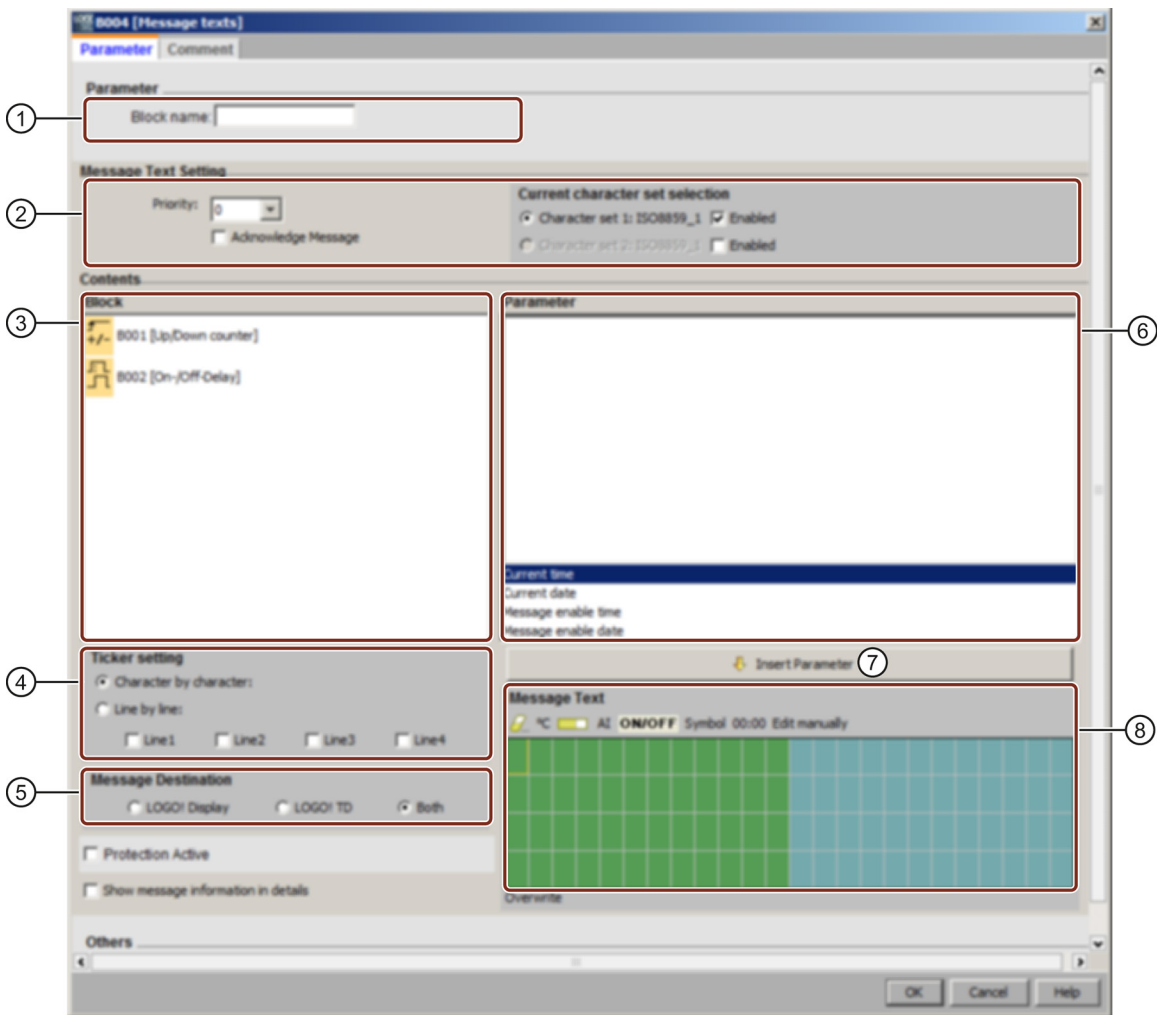 B004 [Message texts]
Parameter Comment
Parameter
① Block name:
Message Text Setting
② Priority: 0
Acknowledge Message
Current character set selection
Character set 1: ISO8859_1 Enabled
Character set 2: ISO8859_1 Enabled
Contents
③ Block
B001 [Up/Down counter]
B002 [On-/Off-Delay]
Parameter ⑥
Current time
Current date
Message enable time
Message enable date
④ Ticker setting
Character by character:
Line by line:
Line1 Line2 Line3 Line4
⑤ Message Destination
LOGO! Display LOGO! TD Both
Protection Active
Show message information in details
Insert Parameter ⑦
Message Text ⑧
°C AI ON/OFF Symbol 00:00 Edit manually
Overwrite
Others
OK Cancel Help